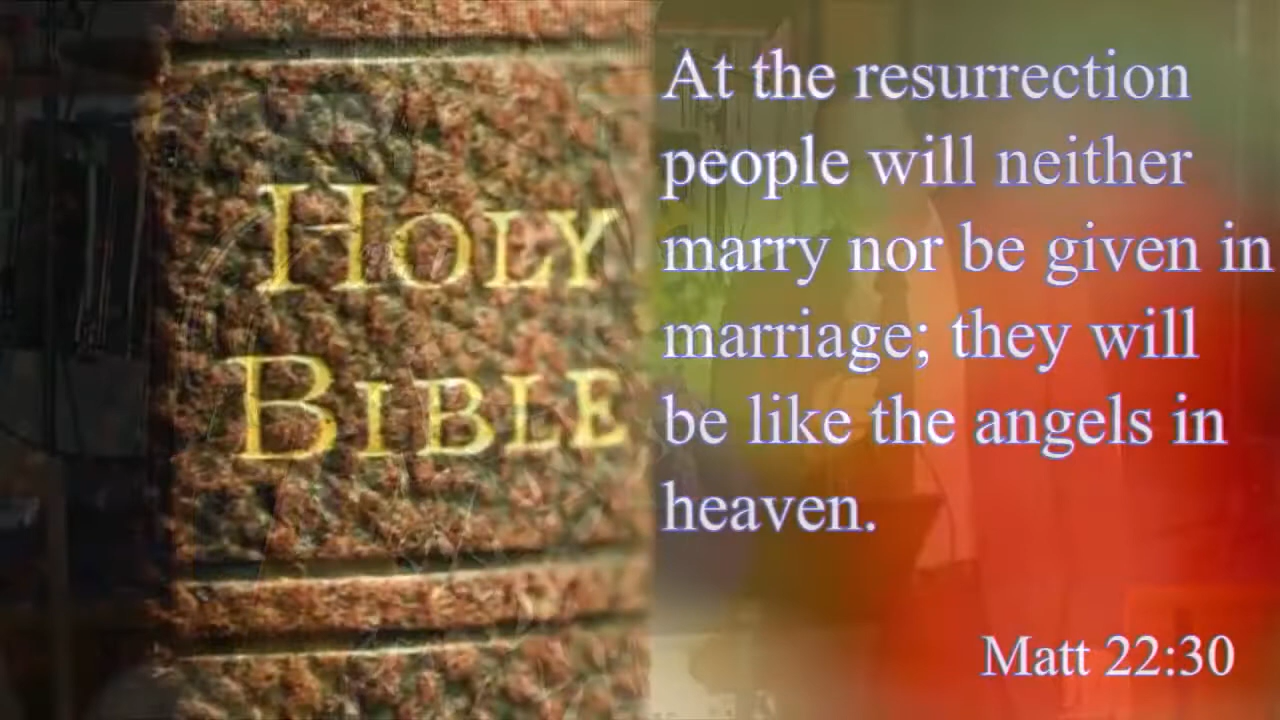 HOLY
BIBLE
At the resurrection
people will neither
marry nor be given in
marriage; they will
be like the angels in
heaven.
Matt 22:30